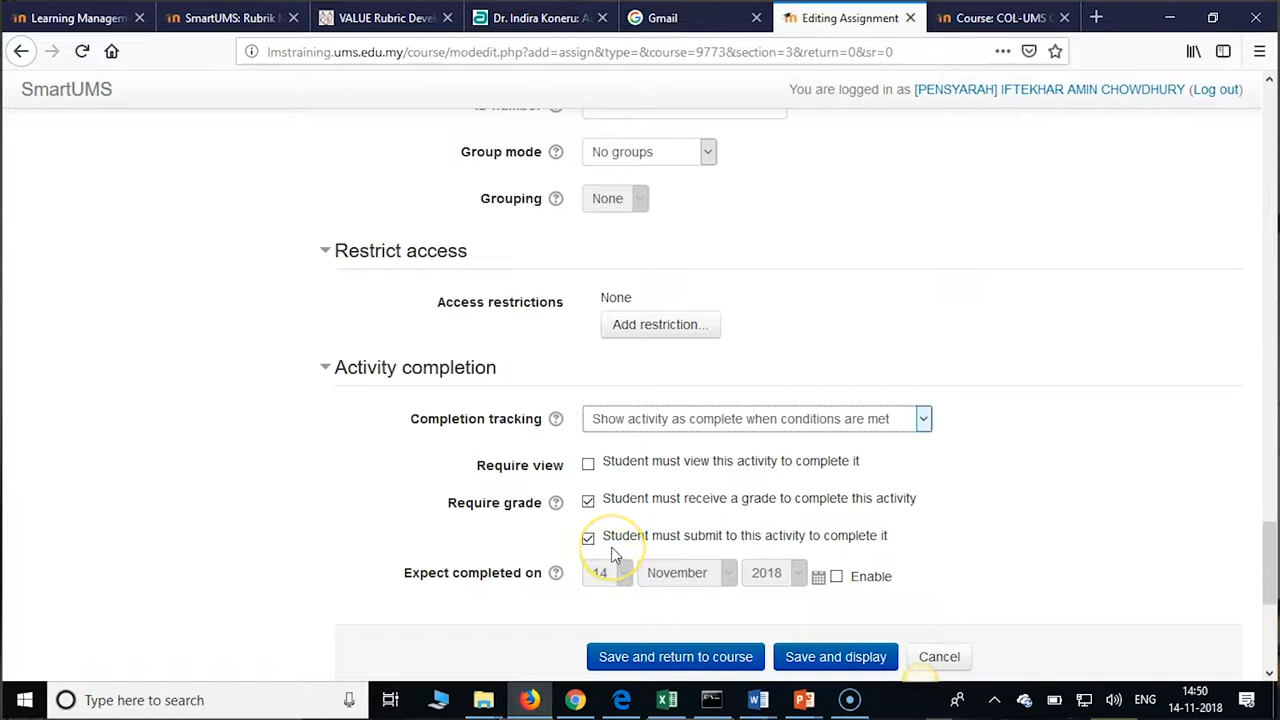 Learning Managem
SmartUMS: Rubrik M
VALUE Rubric Deve
Dr. Indira Koneru: A
Gmail
Editing Assignment
Course: COL-UMS C
lmstraining.ums.edu.my/course/modedit.php?add=assign&type=&course=9773&section=3&return=0&sr=0
SmartUMS
You are logged in as [PENSYARAH] IFTEKHAR AMIN CHOWDHURY (Log out)
Group mode
No groups
Grouping
None
Restrict access
Access restrictions
None
Add restriction...
Activity completion
Completion tracking
Show activity as complete when conditions are met
Require view
Student must view this activity to complete it
Require grade
Student must receive a grade to complete this activity
Student must submit to this activity to complete it
Expect completed on
14 November 2018 Enable
Save and return to course
Save and display
Cancel
Type here to search
ENG
14:50
14-11-2018